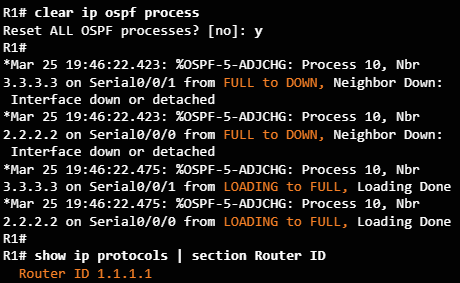 R1# clear ip ospf process
Reset ALL OSPF processes? [no]: y
R1#
*Mar 25 19:46:22.423: %OSPF-5-ADJCHG: Process 10, Nbr
3.3.3.3 on Serial0/0/1 from FULL to DOWN, Neighbor Down:
 Interface down or detached
*Mar 25 19:46:22.423: %OSPF-5-ADJCHG: Process 10, Nbr
2.2.2.2 on Serial0/0/0 from FULL to DOWN, Neighbor Down:
 Interface down or detached
*Mar 25 19:46:22.475: %OSPF-5-ADJCHG: Process 10, Nbr
3.3.3.3 on Serial0/0/1 from LOADING to FULL, Loading Done
*Mar 25 19:46:22.475: %OSPF-5-ADJCHG: Process 10, Nbr
2.2.2.2 on Serial0/0/0 from LOADING to FULL, Loading Done
R1#
R1# show ip protocols | section Router ID
  Router ID 1.1.1.1